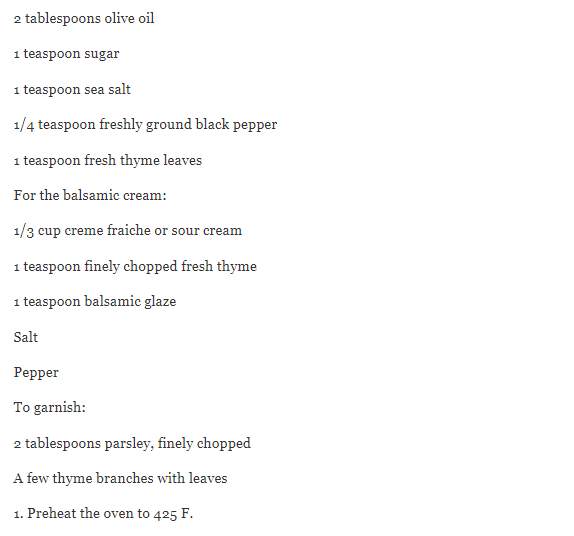 2 tablespoons olive oil
1 teaspoon sugar
1 teaspoon sea salt
1/4 teaspoon freshly ground black pepper
1 teaspoon fresh thyme leaves
For the balsamic cream:
1/3 cup creme fraiche or sour cream
1 teaspoon finely chopped fresh thyme
1 teaspoon balsamic glaze
Salt
Pepper
To garnish:
2 tablespoons parsley, finely chopped
A few thyme branches with leaves
1. Preheat the oven to 425 F.